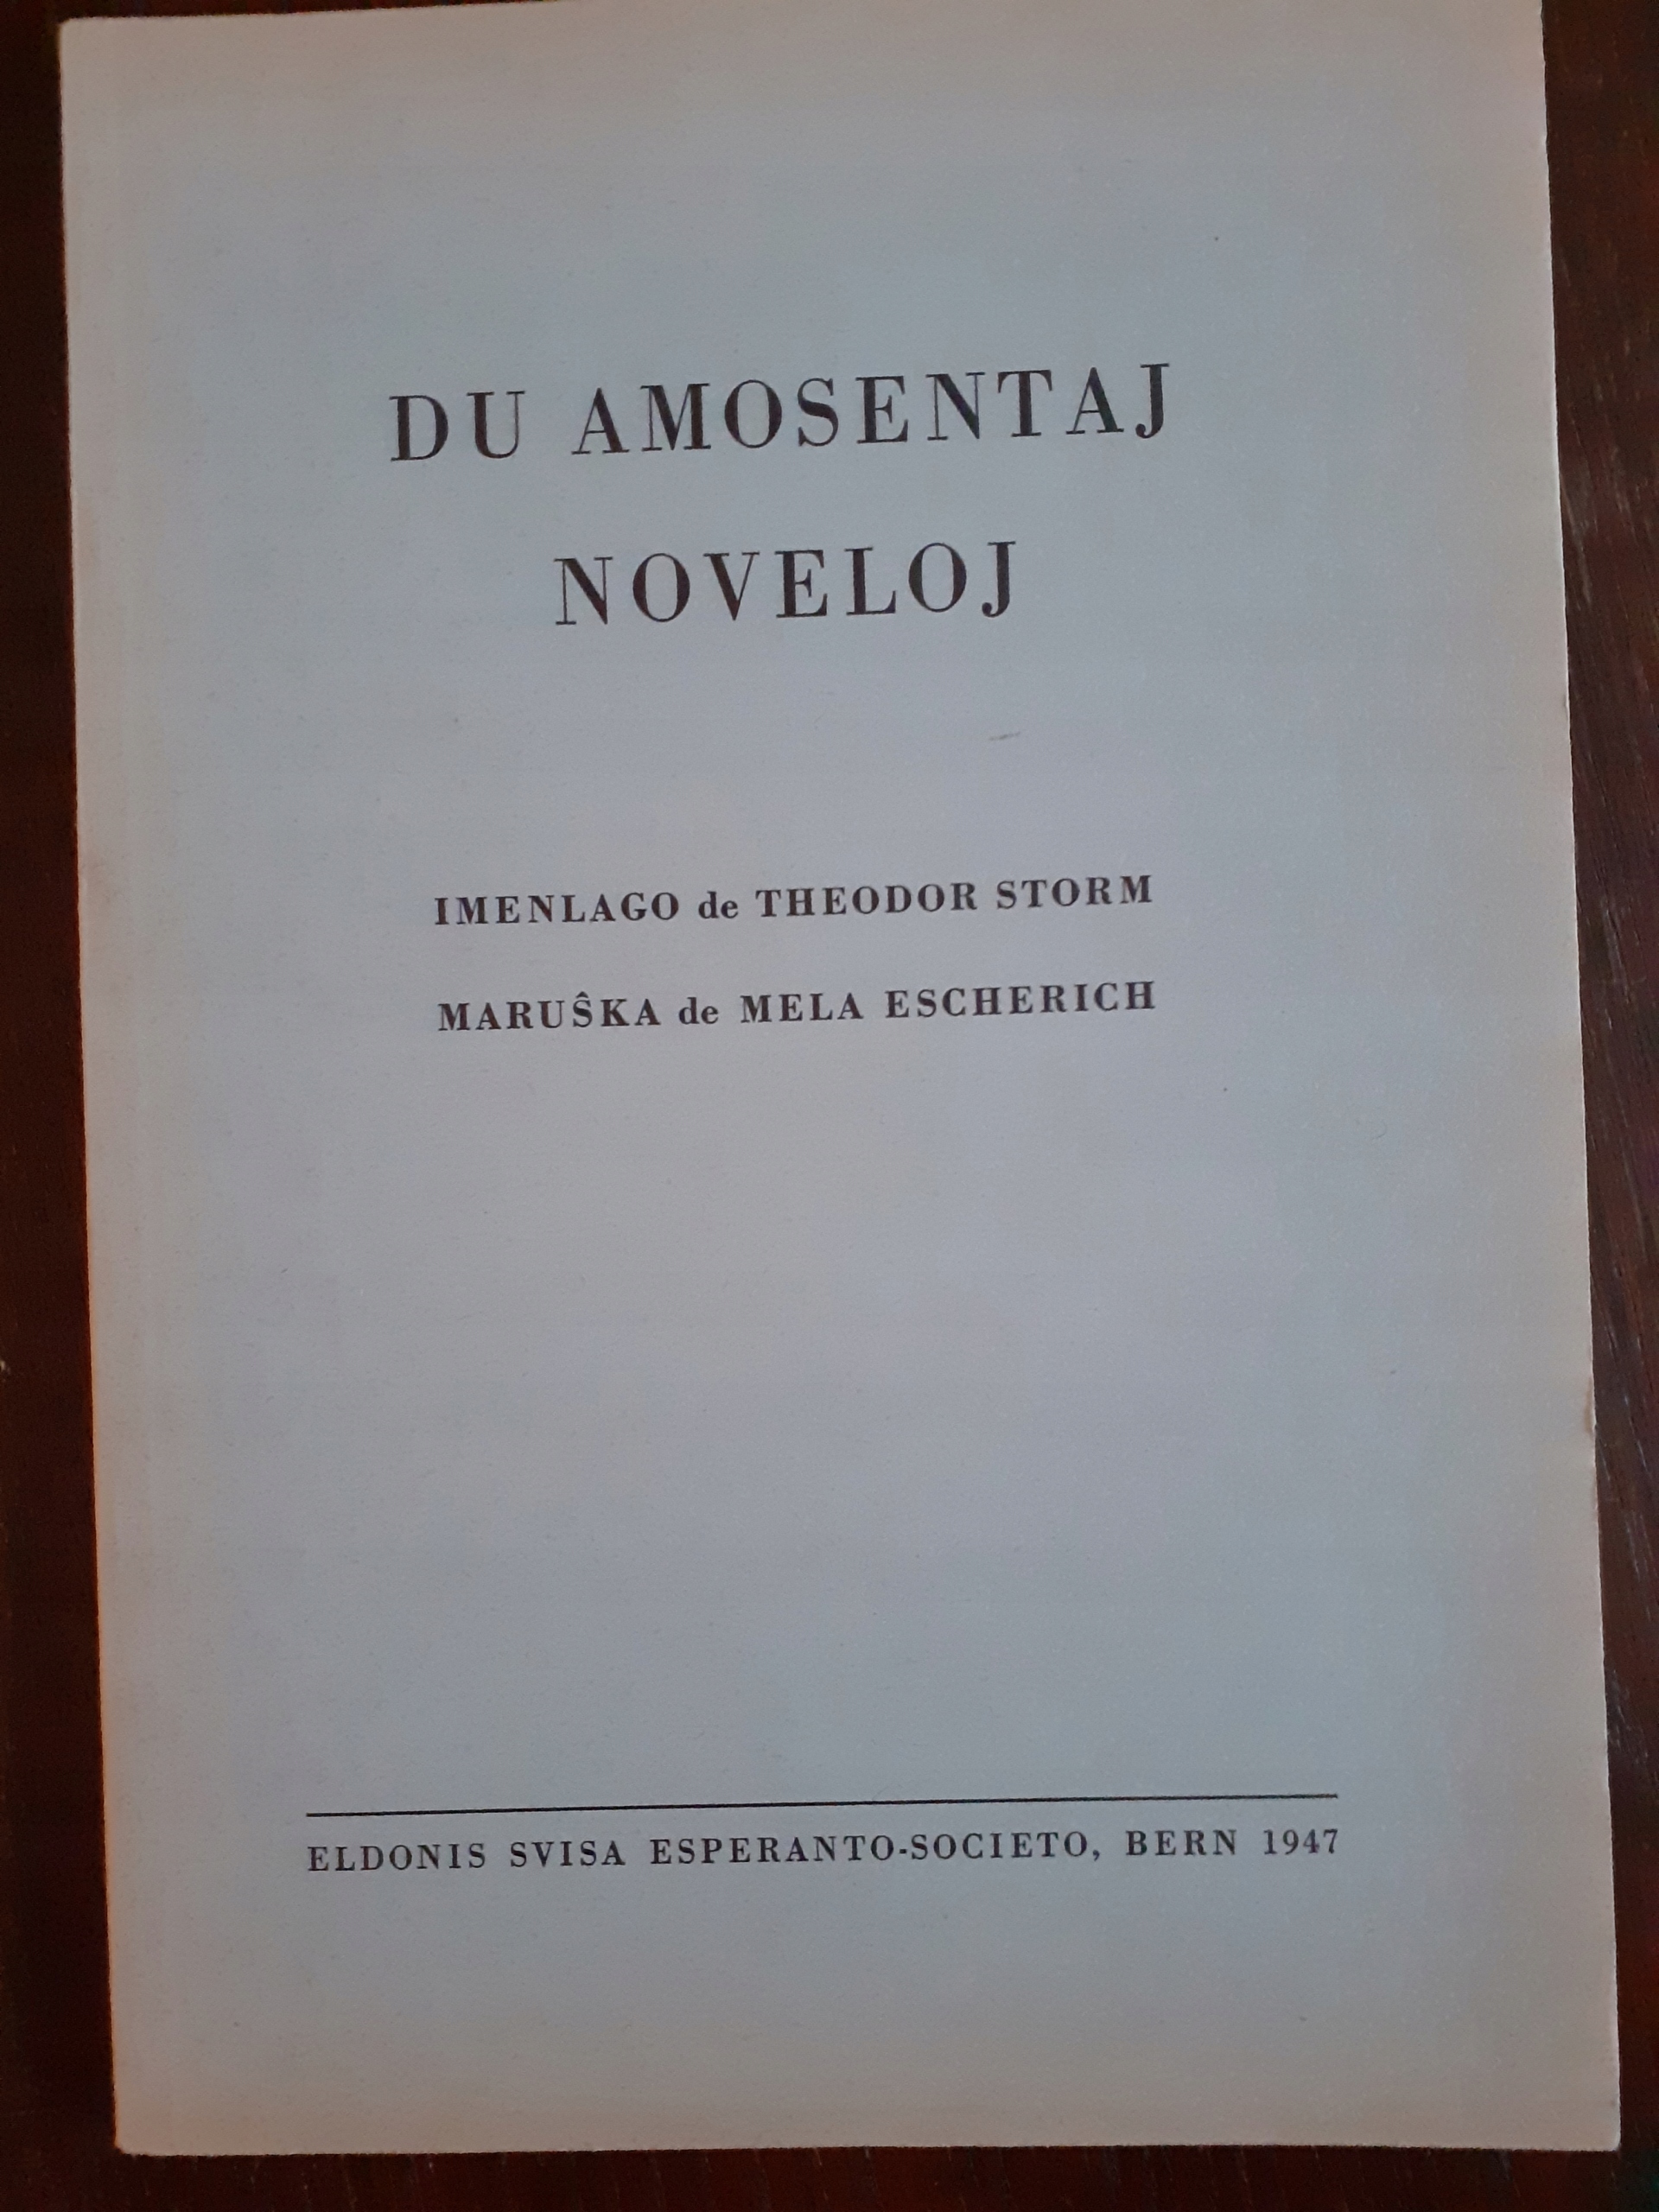 DU AMOSENTAJ
NOVELOJ
IMENLAGO de THEODOR STORM
MARUŜKA de MELA ESCHERICH
ELDONIS SVISA ESPERANTO-SOCIETO, BERN 1947